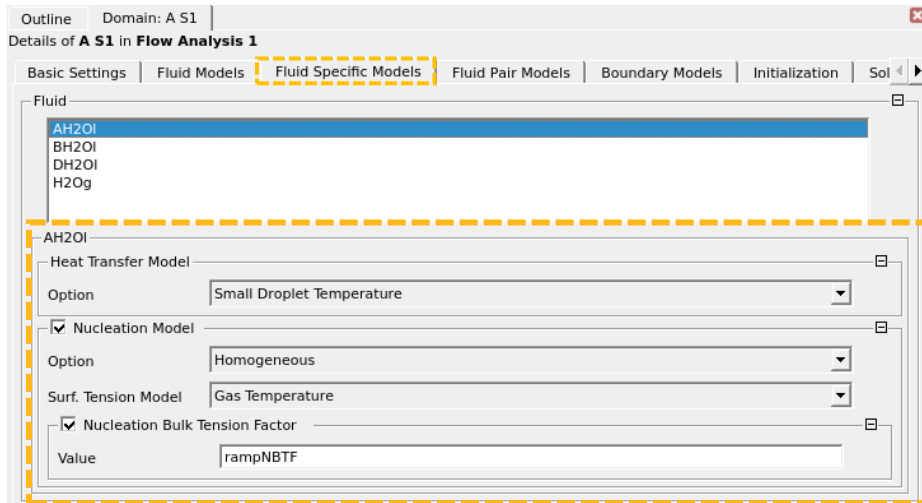 Outline Domain: A S1
Details of A S1 in Flow Analysis 1
Basic Settings Fluid Models Fluid Specific Models Fluid Pair Models Boundary Models Initialization Sol
Fluid
AH2Ol
BH2Ol
DH2Ol
H2Og
AH2Ol
Heat Transfer Model
Option Small Droplet Temperature
Nucleation Model
Option Homogeneous
Surf. Tension Model Gas Temperature
Nucleation Bulk Tension Factor
Value rampNBTF